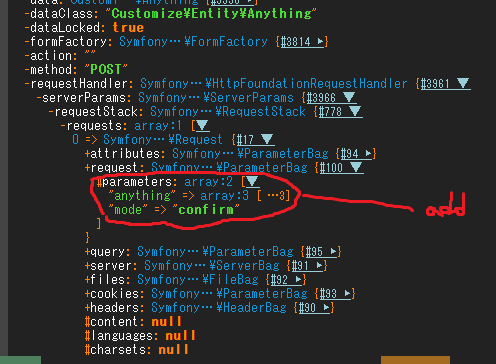 -dataClass: "Customize¥Entity¥Anything"
-dataLocked: true
-formFactory: Symfony…¥FormFactory {#3814 ▶}
-action: ""
-method: "POST"
-requestHandler: Symfony…¥HttpFoundationRequestHandler {#3961 ▼
-serverParams: Symfony…¥ServerParams {#3966 ▼
-requestStack: Symfony…¥RequestStack {#778 ▼
-requests: array:1 [▼
0 => Symfony…¥Request {#17 ▼
+attributes: Symfony…¥ParameterBag {#94 ▶}
+request: Symfony…¥ParameterBag {#100 ▼
#parameters: array:2 [▼
"anything" => array:3 [ …3]
"mode" => "confirm"
add
]
}
+query: Symfony…¥ParameterBag {#95 ▶}
+server: Symfony…¥ServerBag {#91 ▶}
+files: Symfony…¥FileBag {#92 ▶}
+cookies: Symfony…¥ParameterBag {#93 ▶}
+headers: Symfony…¥HeaderBag {#90 ▶}
#content: null
#languages: null
#charsets: null